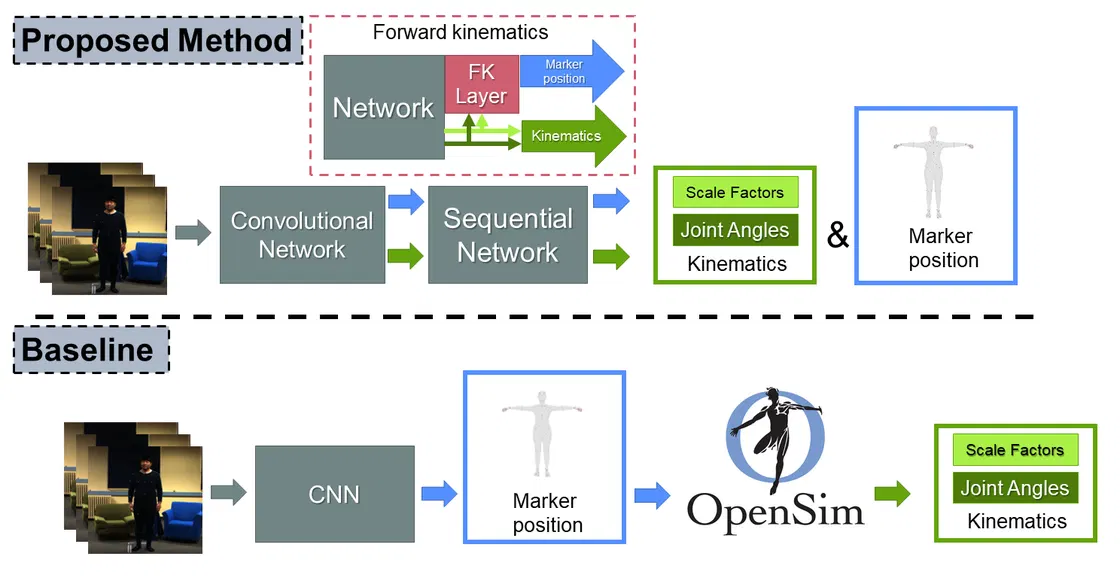 Proposed Method
Forward kinematics
Network
FK
Layer
Marker
position
Kinematics
Convolutional
Network
Sequential
Network
Scale Factors
Joint Angles
Kinematics
&
Marker
position
Baseline
CNN
Marker
position
OpenSim
Scale Factors
Joint Angles
Kinematics